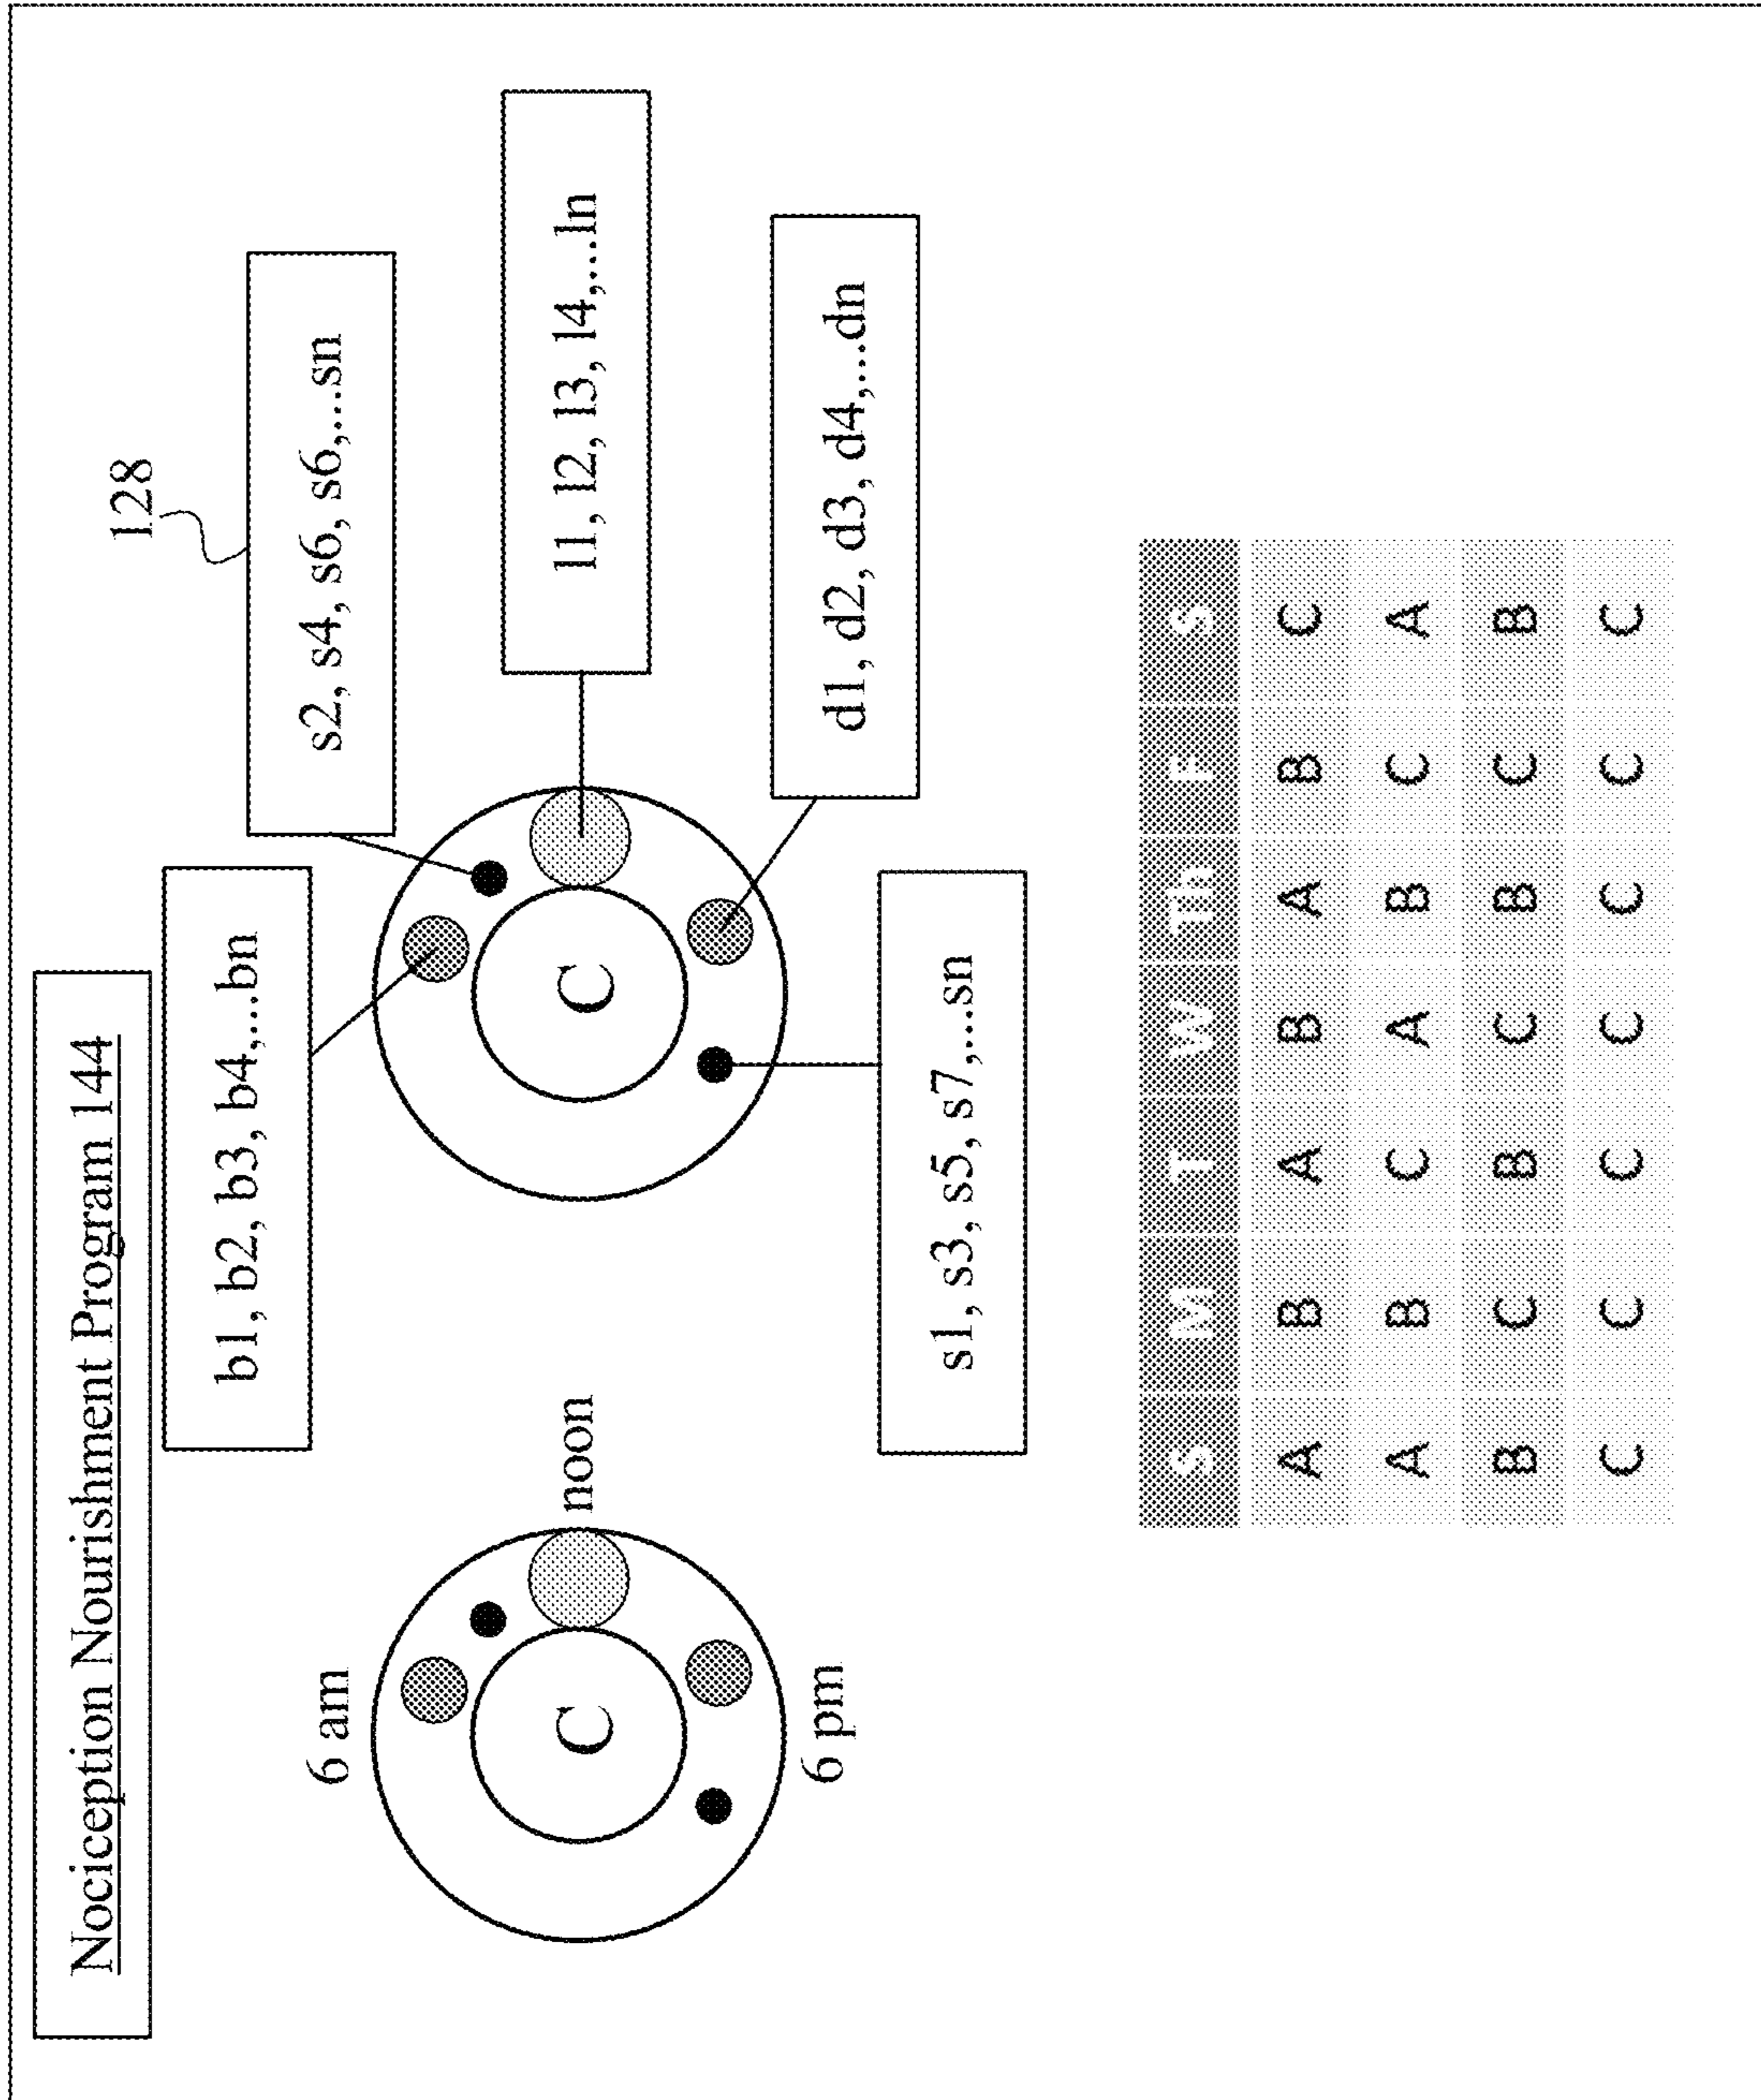 Nociception Nourishment Program 144
128
b1, b2, b3, b4,...bn
s2, s4, s6, s6,...sn
6 am
C
noon
C
l1, l2, l3, l4,...ln
6 pm
d1, d2, d3, d4,...dn
s1, s3, s5, s7,...sn
S M T W Th F S
A B A B A B C
A B C A B C A
B C B C B C B
C C C C C C C